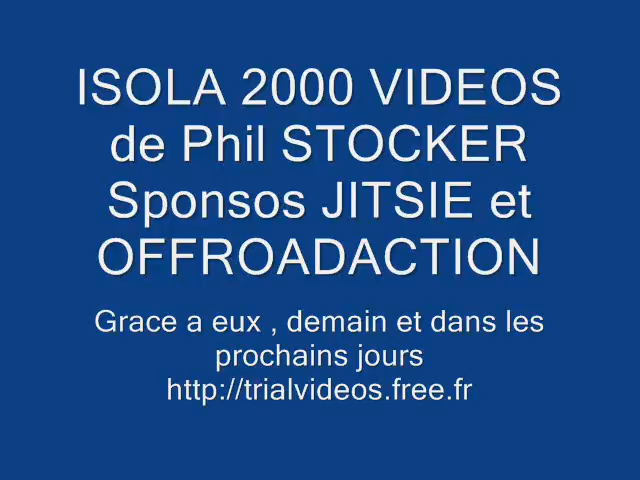 ISOLA 2000 VIDEOS
de Phil STOCKER
Sponsos JITSIE et
OFFROADACTION
Grace a eux , demain et dans les
prochains jours
http://trialvideos.free.fr